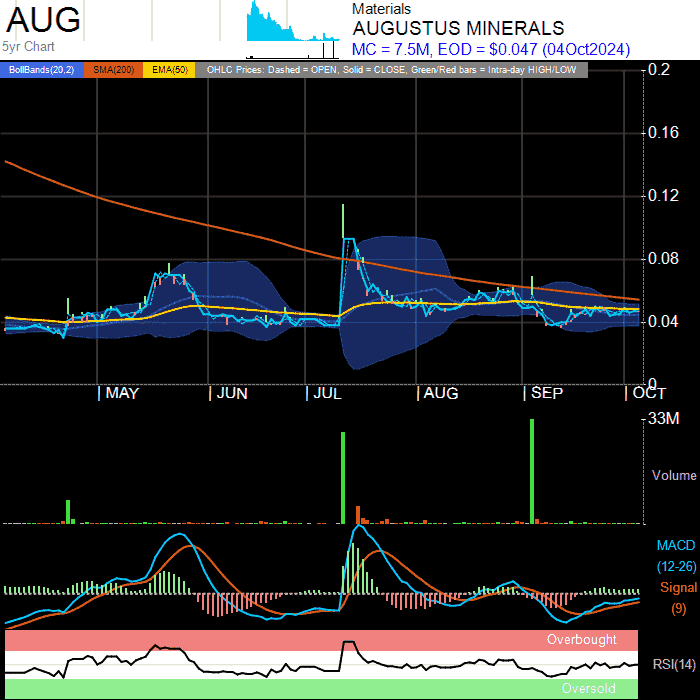 AUG
5yr Chart
Materials
AUGUSTUS MINERALS
MC = 7.5M, EOD = $0.047 (04Oct2024)
BollBands(20,2) SMA(200) EMA(50) OHLC Prices: Dashed = OPEN, Solid = CLOSE, Green/Red bars = Intra-day HIGH/LOW
0.2
0.16
0.12
0.08
0.04
0
MAY JUN JUL AUG SEP OCT
33M
Volume
MACD
(12-26)
Signal
(9)
Overbought
RSI(14)
Oversold